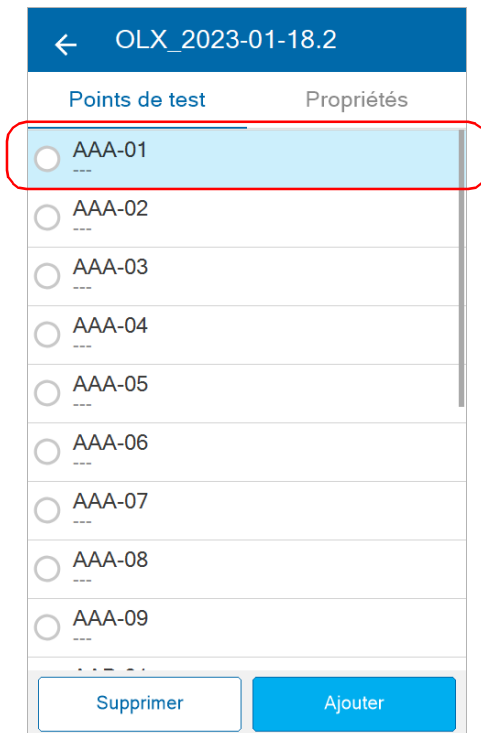 ← OLX_2023-01-18.2
Points de test Propriétés
AAA-01
---
AAA-02
---
AAA-03
---
AAA-04
---
AAA-05
---
AAA-06
---
AAA-07
---
AAA-08
---
AAA-09
---
Supprimer Ajouter